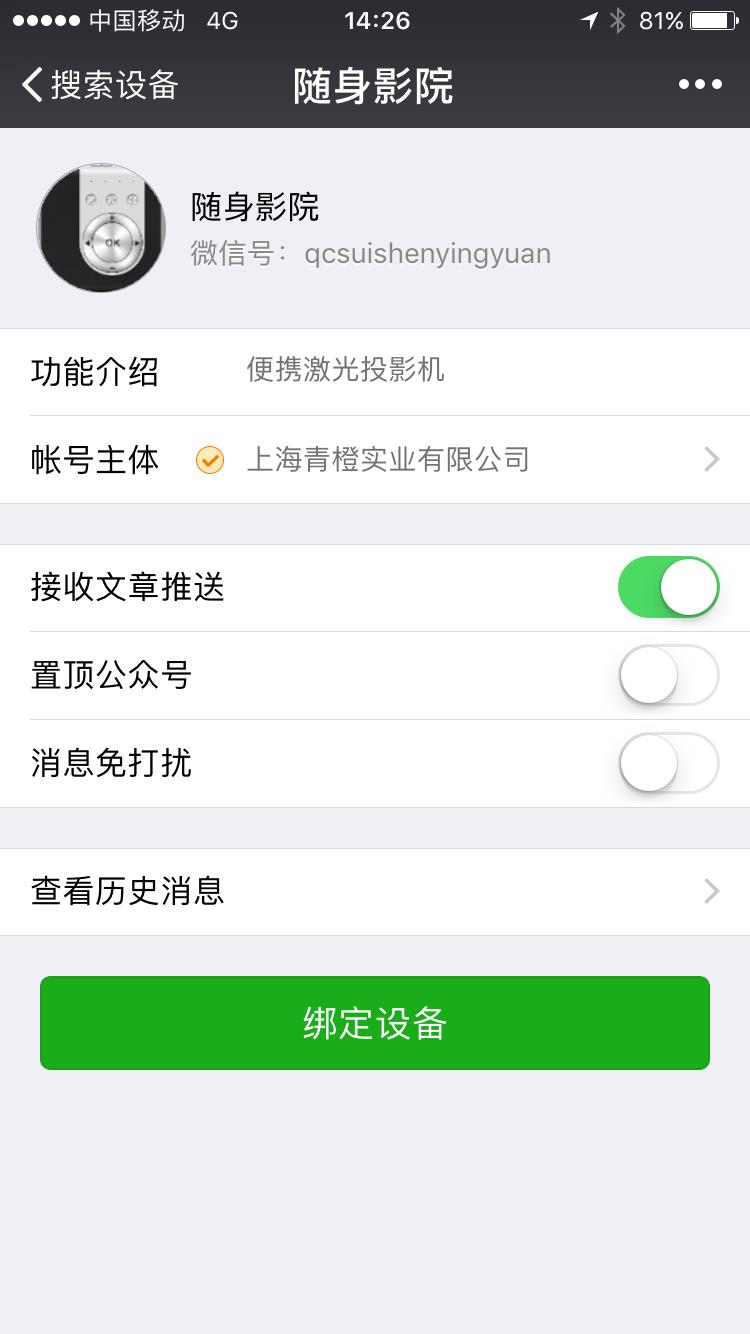 中国移动 4G 14:26 81%
搜索设备 随身影院
OK
随身影院
微信号：qcsuishenyingyuan
功能介绍 便携激光投影机
帐号主体 上海青橙实业有限公司
接收文章推送
置顶公众号
消息免打扰
查看历史消息
绑定设备